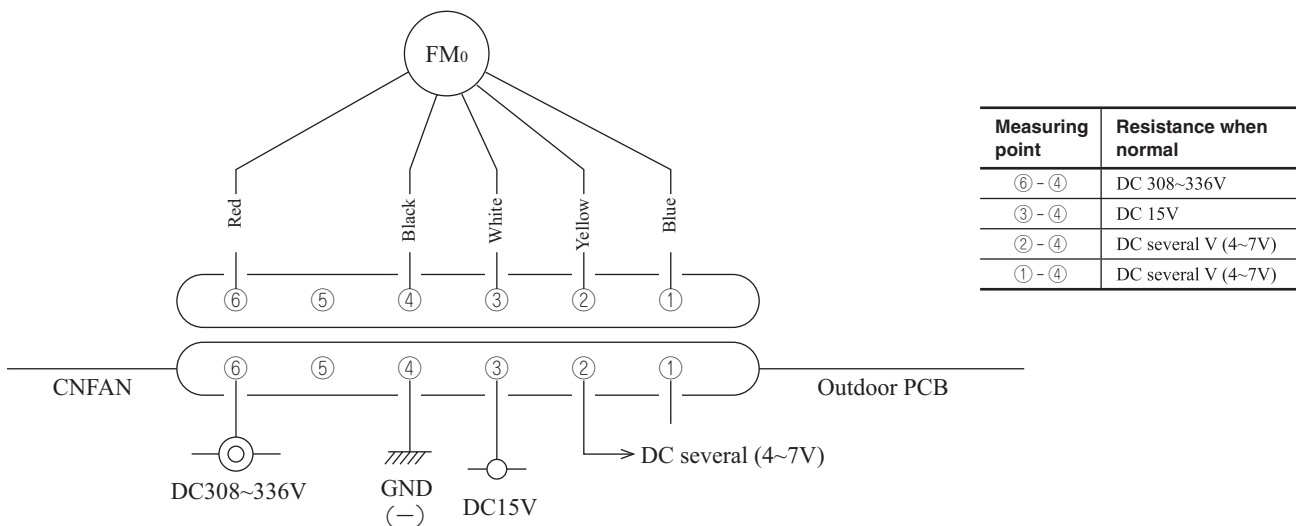 FM0
Red
Black
White
Yellow
Blue
⑥ ⑤ ④ ③ ② ①
⑥ ⑤ ④ ③ ② ①
CNFAN
Outdoor PCB
DC308~336V
GND
(−)
DC15V
DC several (4~7V)
Measuring point Resistance when normal
⑥ - ④ DC 308~336V
③ - ④ DC 15V
② - ④ DC several V (4~7V)
① - ④ DC several V (4~7V)